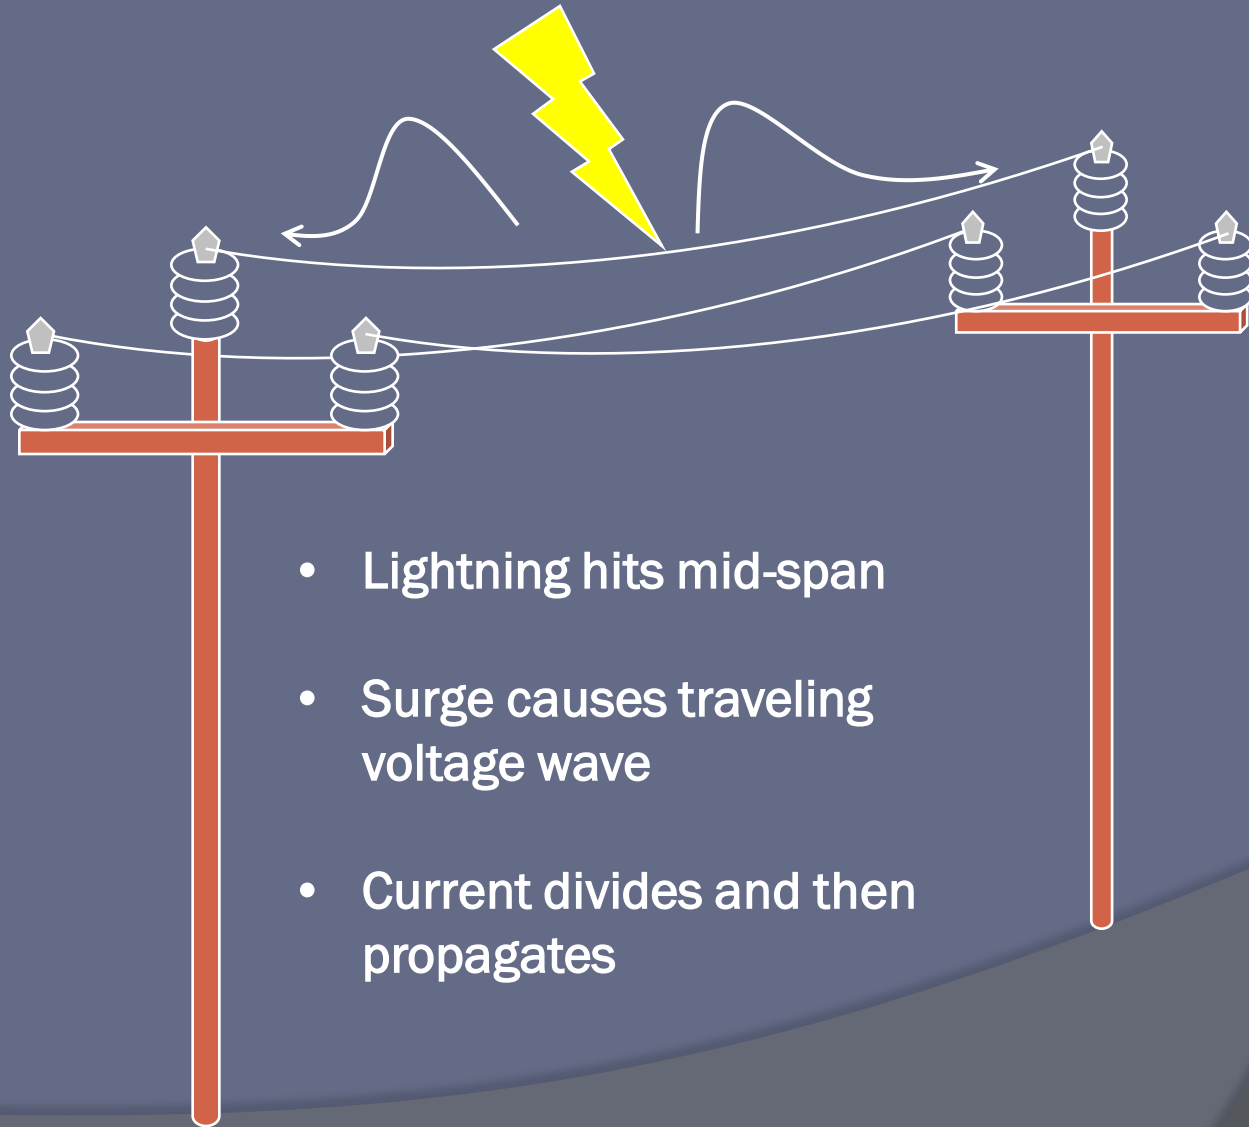 • Lightning hits mid-span
• Surge causes traveling
voltage wave
• Current divides and then
propagates